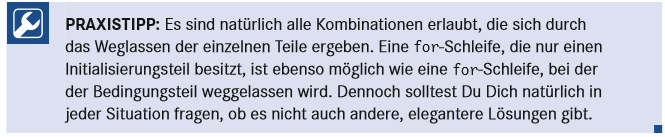 PRAXISTIPP: Es sind natürlich alle Kombinationen erlaubt, die sich durch
das Weglassen der einzelnen Teile ergeben. Eine for-Schleife, die nur einen
Initialisierungsteil besitzt, ist ebenso möglich wie eine for-Schleife, bei der
der Bedingungsteil weggelassen wird. Dennoch solltest Du Dich natürlich in
jeder Situation fragen, ob es nicht auch andere, elegantere Lösungen gibt.